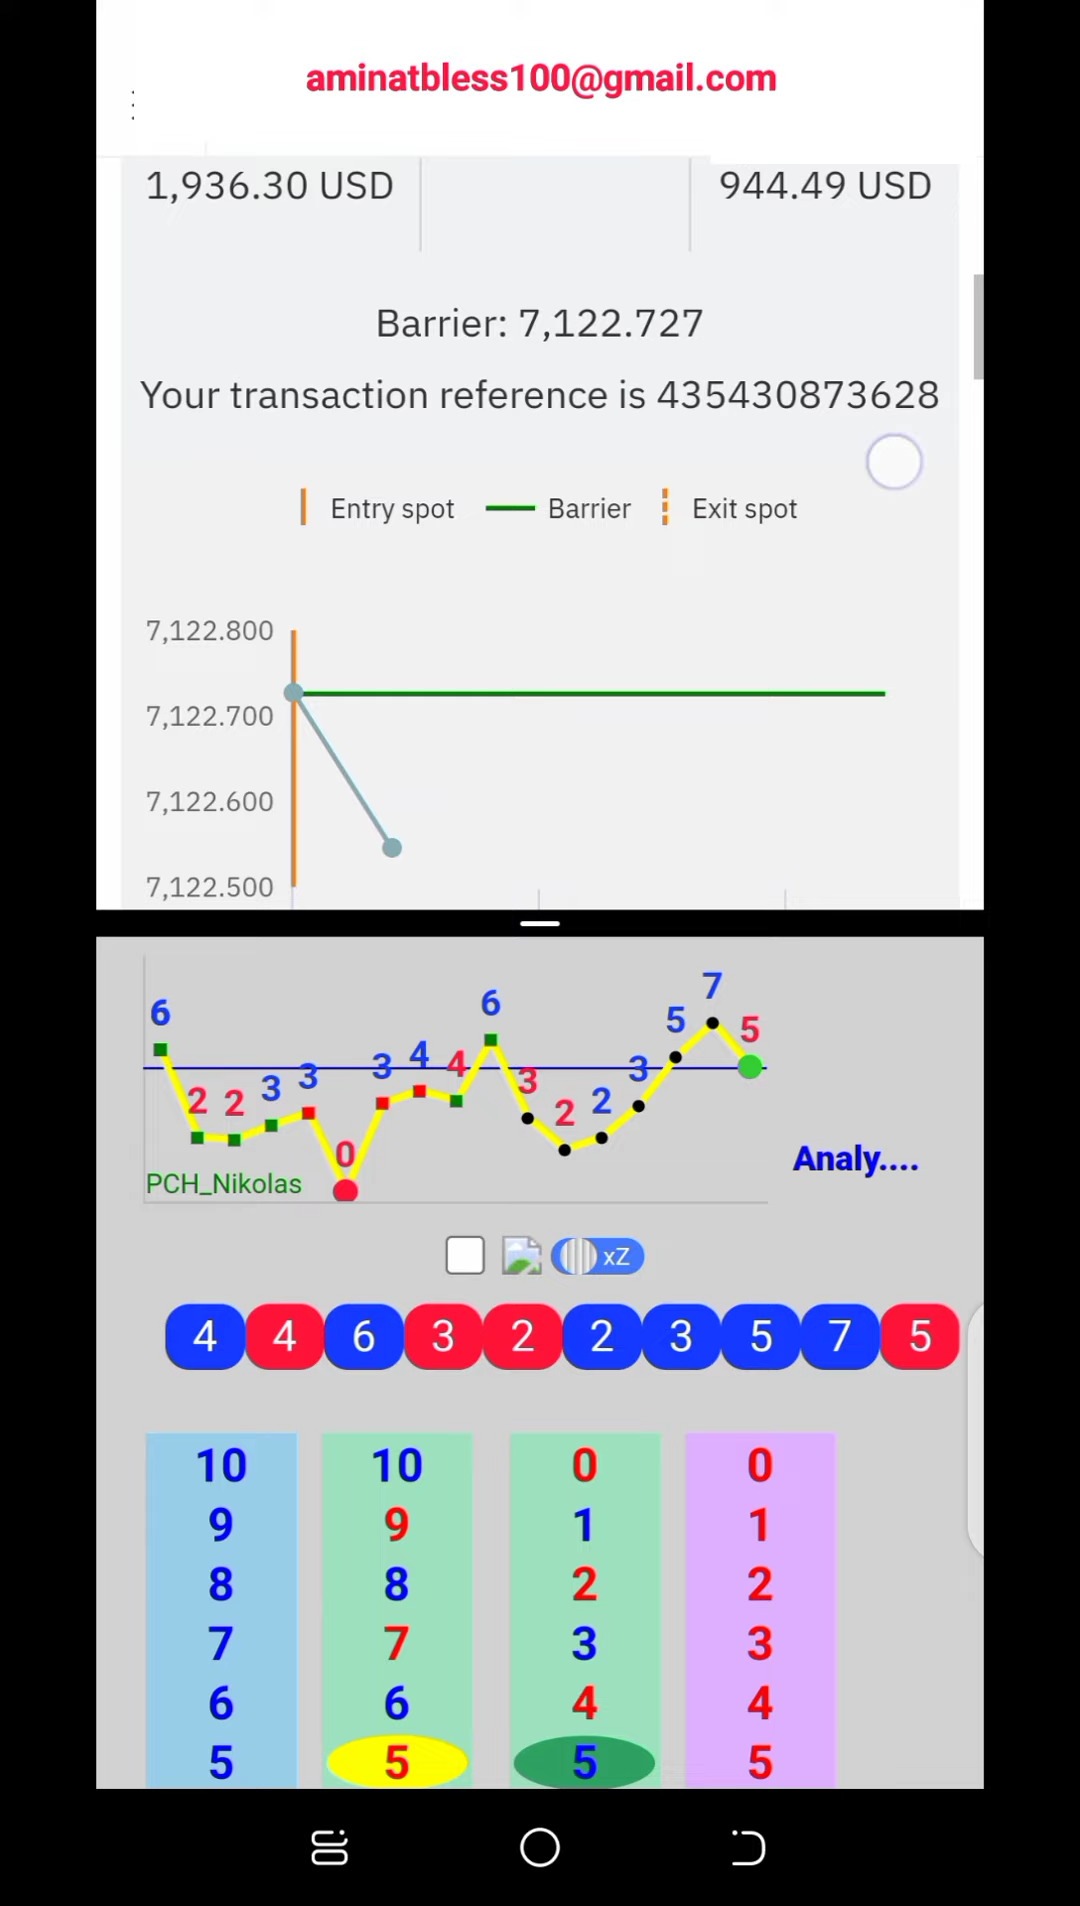 aminatbless100@gmail.com
1,936.30 USD 944.49 USD
Barrier: 7,122.727
Your transaction reference is 435430873628
Entry spot Barrier Exit spot
7,122.800
7,122.700
7,122.600
7,122.500
6 2 2 3 3 0 3 4 4 6 3 2 2 3 5 7 5
PCH_Nikolas
Analy....
xZ
4 4 6 3 2 2 3 5 7 5
10 10 0 0
9 9 1 1
8 8 2 2
7 7 3 3
6 6 4 4
5 5 5 5